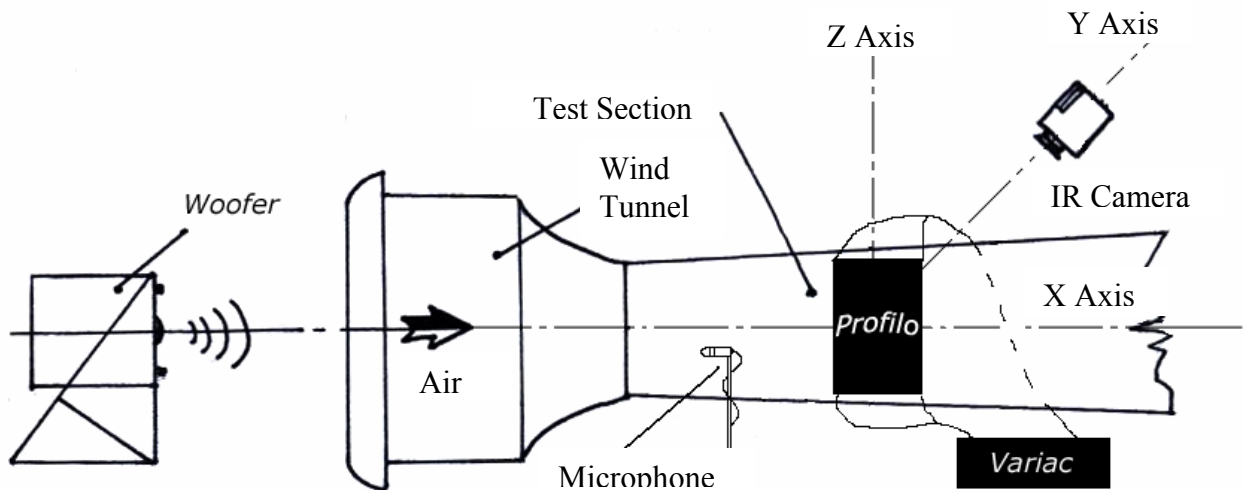 Y Axis
Z Axis
Test Section
Wind
Tunnel
IR Camera
Woofer
X Axis
Profilo
Air
Microphone
Variac